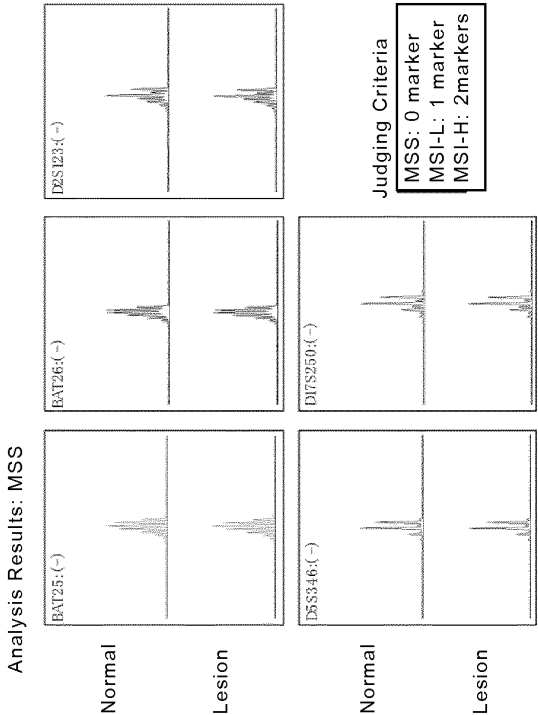 Analysis Results: MSS
BAT25:(-)
BAT26:(-)
D2S123:(-)
Normal
Lesion
D5S346:(-)
D17S250:(-)
Normal
Lesion
Judging Criteria
MSS: 0 marker
MSI-L: 1 marker
MSI-H: 2markers